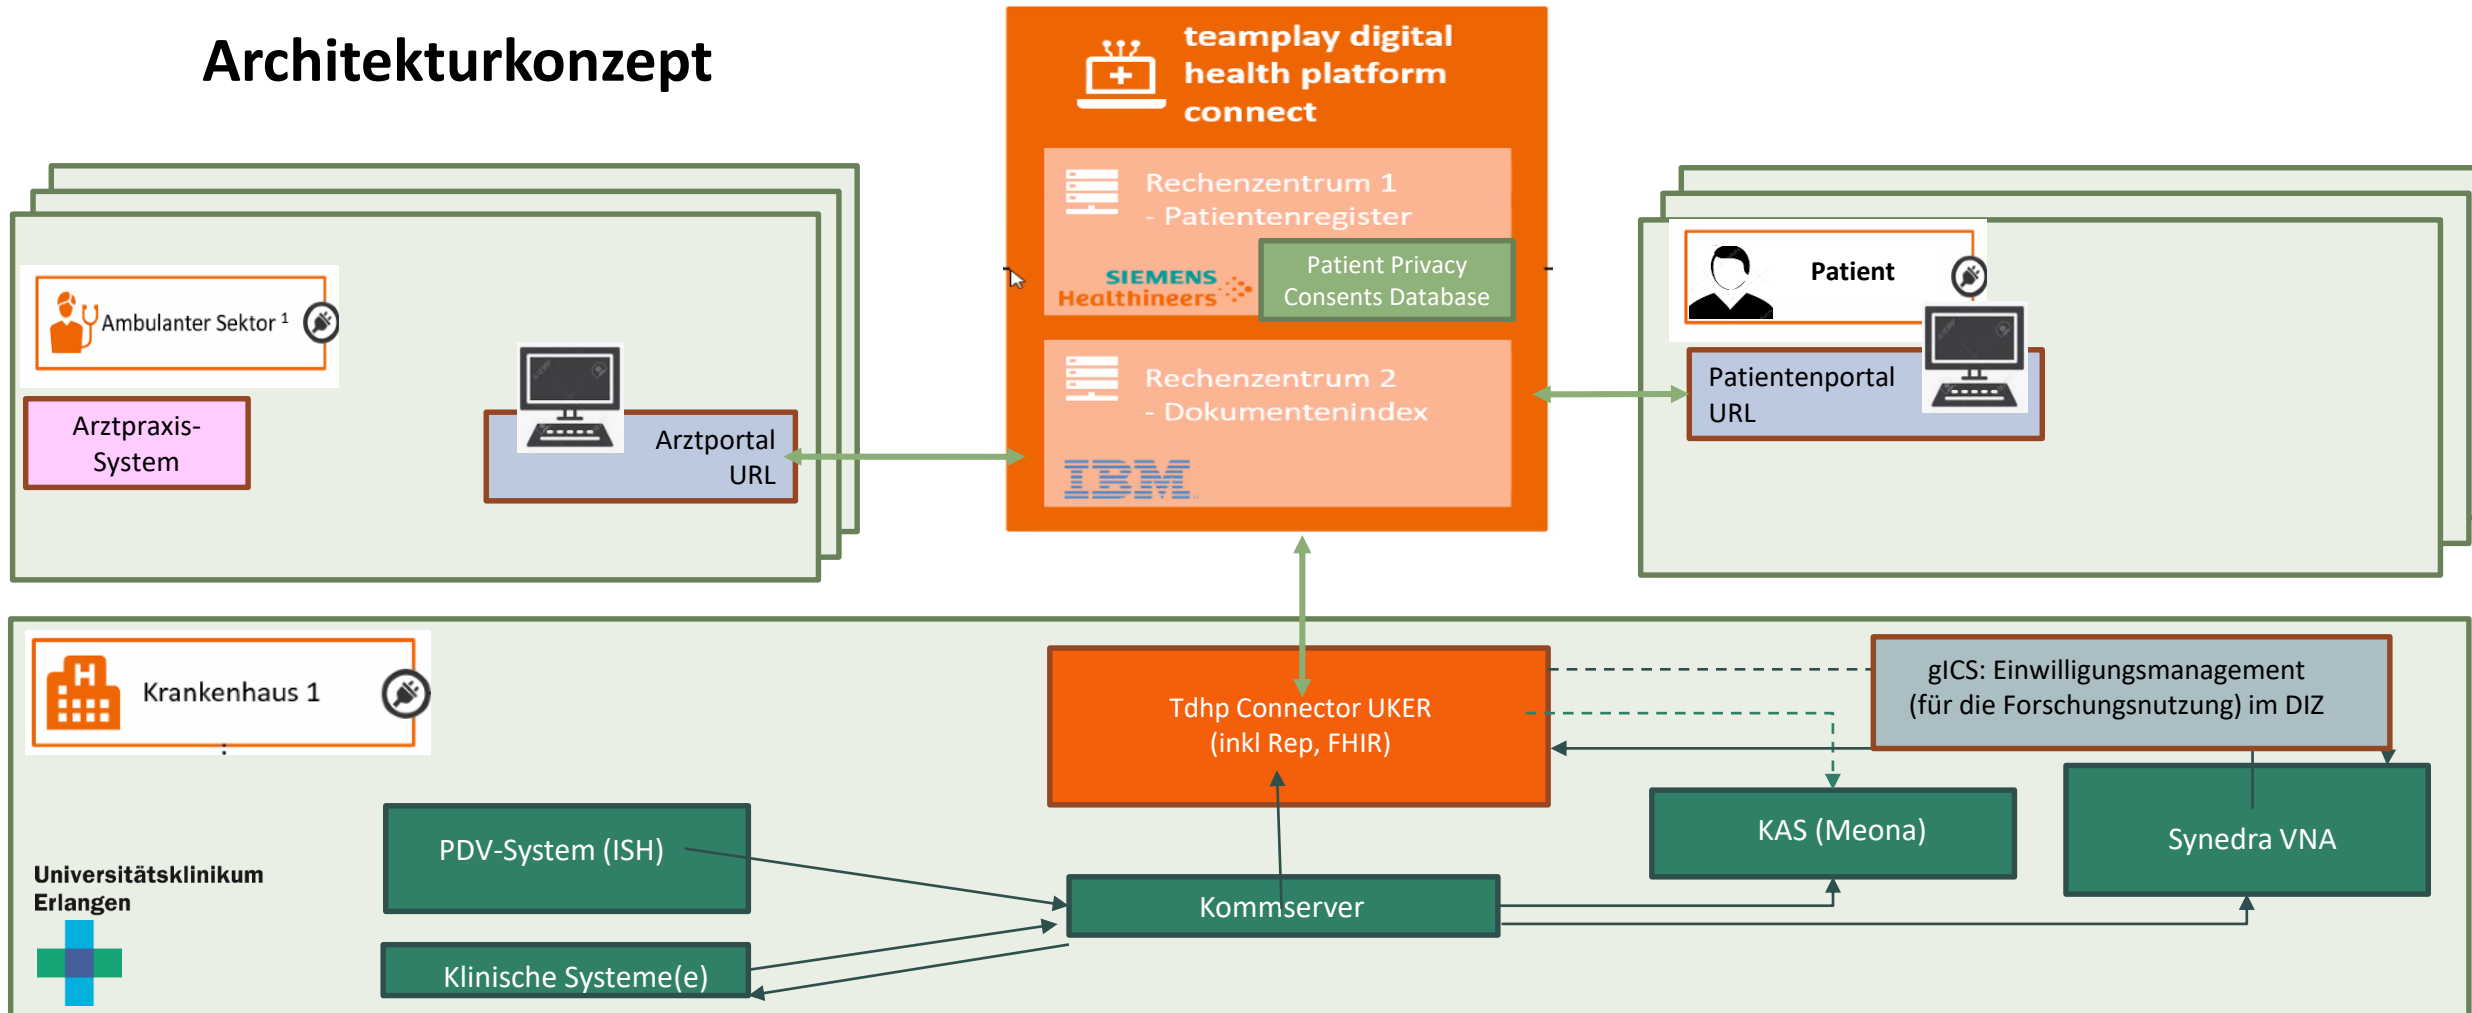 Architekturkonzept
teamplay digital
health platform
connect
Rechenzentrum 1
- Patientenregister
SIEMENS
Healthineers
Patient Privacy
Consents Database
Rechenzentrum 2
- Dokumentenindex
IBM
Ambulanter Sektor 1
Arztpraxis-
System
Arztportal
URL
Patient
Patientenportal
URL
Krankenhaus 1
Tdhp Connector UKER
(inkl Rep, FHIR)
gICS: Einwilligungsmanagement
(für die Forschungsnutzung) im DIZ
PDV-System (ISH)
KAS (Meona)
Synedra VNA
Kommserver
Klinische Systeme(e)
Universitätsklinikum
Erlangen